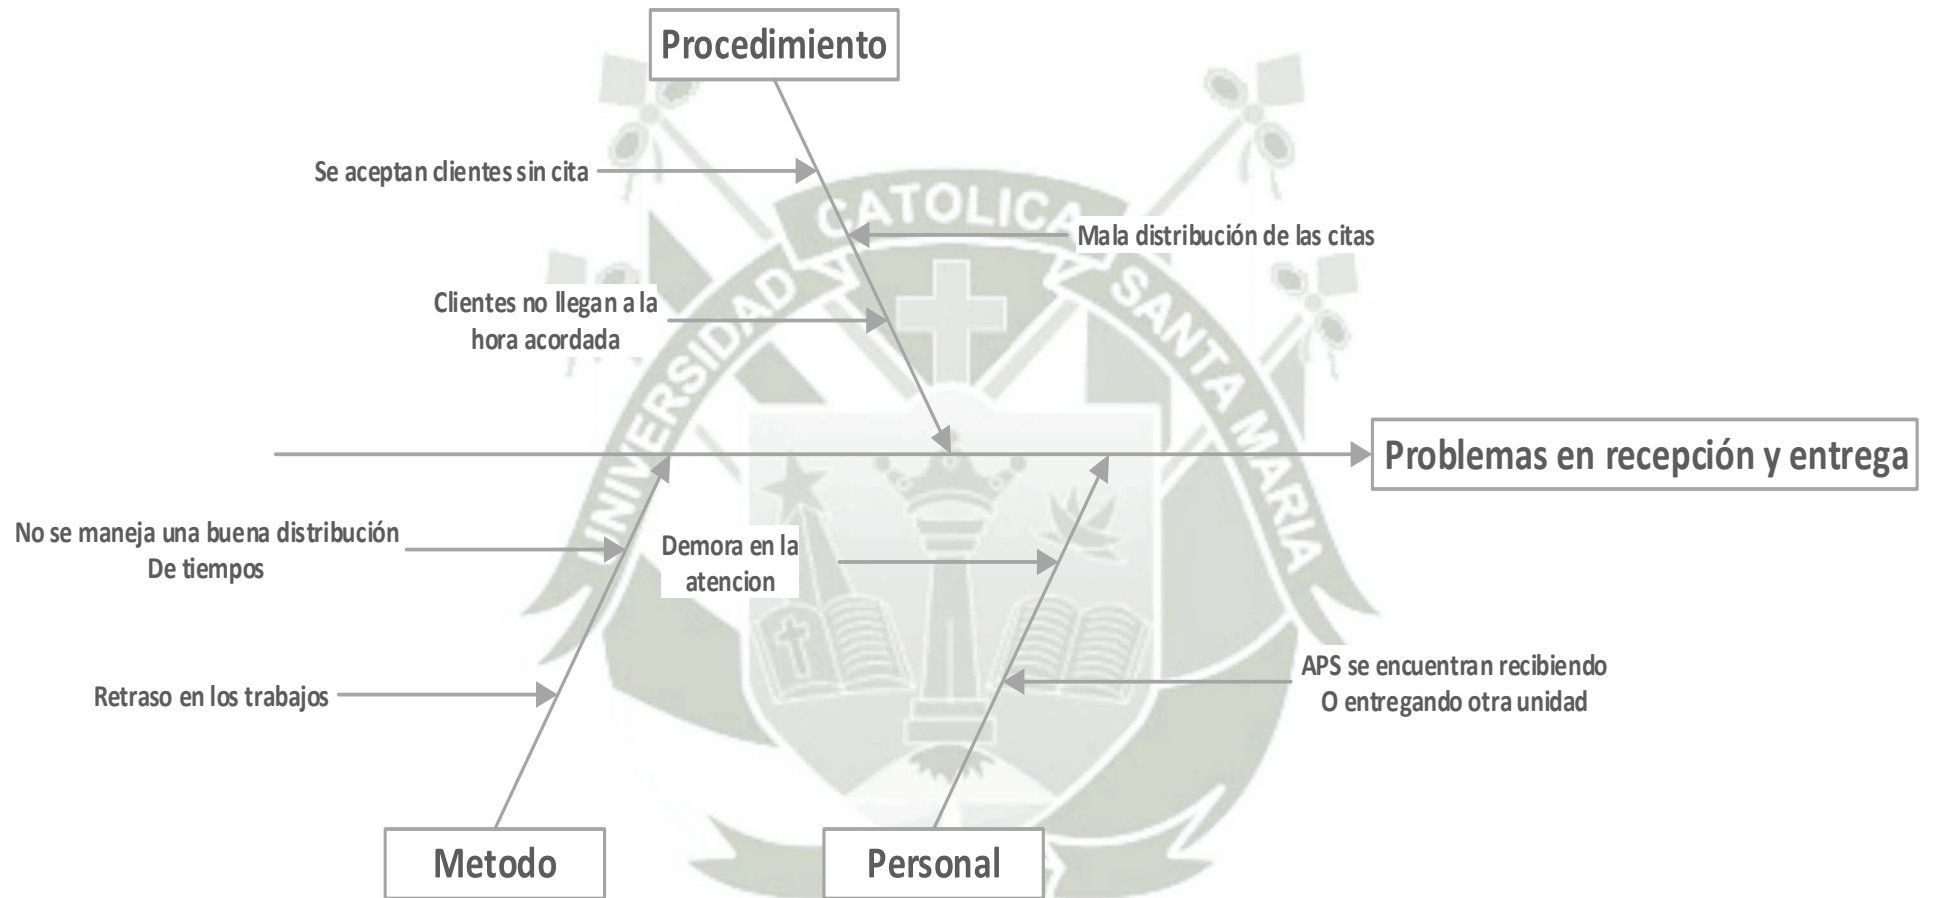 Procedimiento
Se aceptan clientes sin cita
CATOLICA
Mala distribución de las citas
UNIVERSIDAD
SANTA MARIA
Clientes no llegan a la
hora acordada
Problemas en recepción y entrega
No se maneja una buena distribución
De tiempos
Demora en la
atencion
APS se encuentran recibiendo
O entregando otra unidad
Retraso en los trabajos
Metodo
Personal